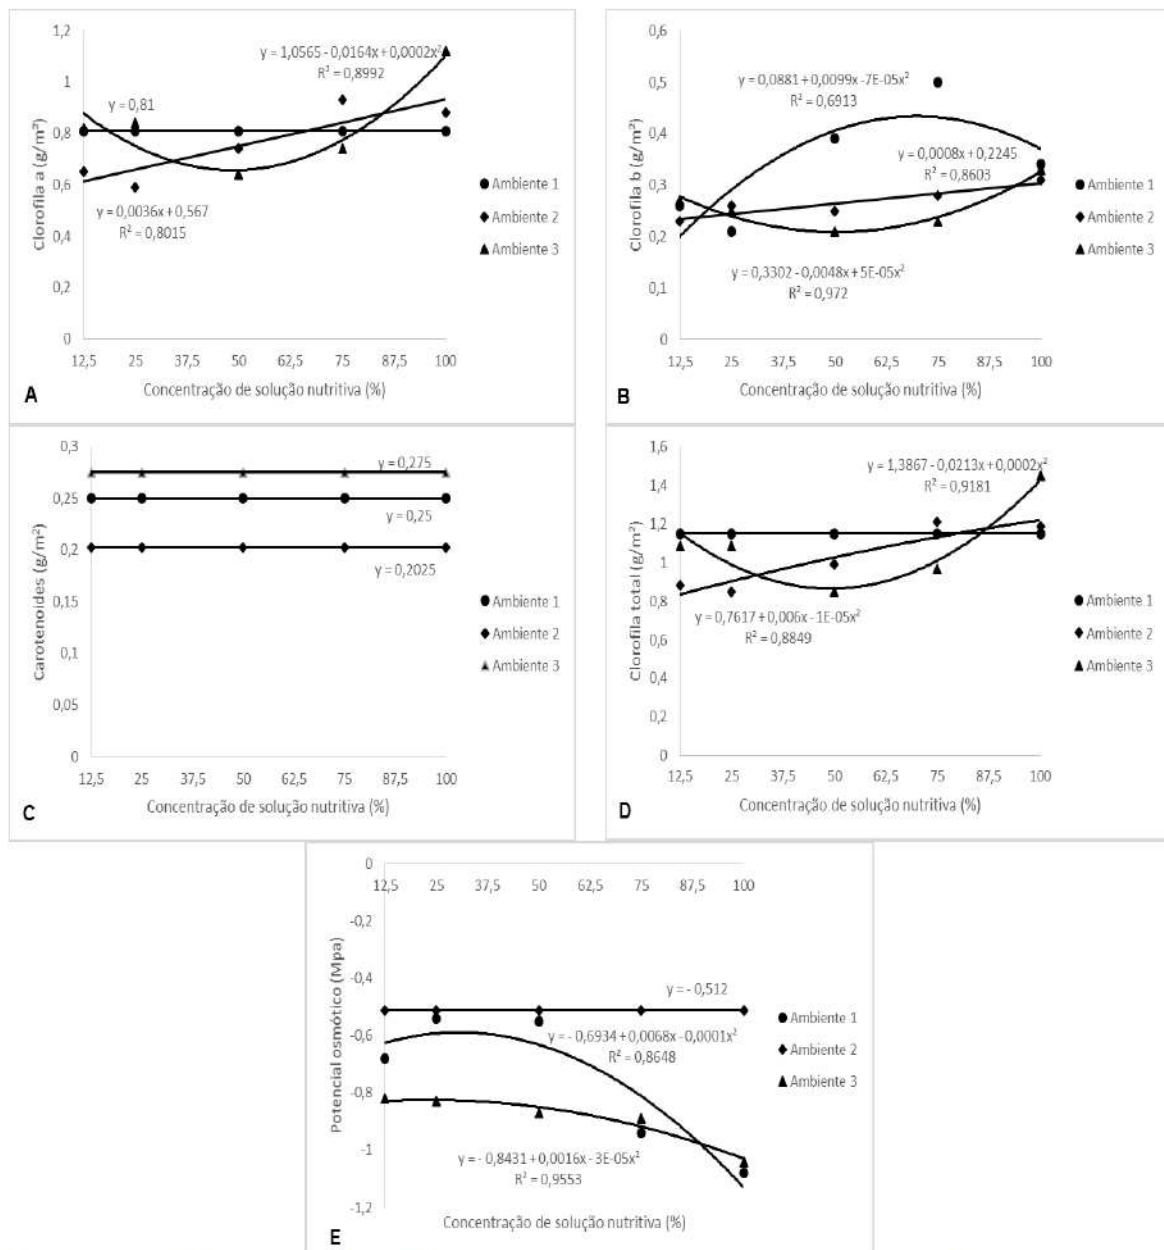 1,2
1
0,8
0,6
0,4
0,2
0
Clorofila a (g/m²)
y = 1,0565 - 0,0164x + 0,0002x²
R² = 0,8992
y = 0,81
y = 0,0036x + 0,567
R² = 0,8015
Ambiente 1
Ambiente 2
Ambiente 3
12,5 25 37,5 50 62,5 75 87,5 100
Concentração de solução nutritiva (%)
A
0,6
0,5
0,4
0,3
0,2
0,1
0
Clorofila b (g/m²)
y = 0,0881 + 0,0099x -7E-05x²
R² = 0,6913
y = 0,0008x + 0,2245
R² = 0,8603
y = 0,3302 - 0,0048x + 5E-05x²
R² = 0,972
Ambiente 1
Ambiente 2
Ambiente 3
12,5 25 37,5 50 62,5 75 87,5 100
Concentração de solução nutritiva (%)
B
0,3
0,25
0,2
0,15
0,1
0,05
0
Carotenoides (g/m²)
y = 0,275
y = 0,25
y = 0,2025
Ambiente 1
Ambiente 2
Ambiente 3
12,5 25 37,5 50 62,5 75 87,5 100
Concentração de solução nutritiva (%)
C
1,6
1,4
1,2
1
0,8
0,6
0,4
0,2
0
Clorofila total (g/m²)
y = 1,3867 - 0,0213x + 0,0002x²
R² = 0,9181
y = 0,7617 + 0,006x - 1E-05x²
R² = 0,8849
Ambiente 1
Ambiente 2
Ambiente 3
12,5 25 37,5 50 62,5 75 87,5 100
Concentração de solução nutritiva (%)
D
0
-0,2
-0,4
-0,6
-0,8
-1
-1,2
12,5 25 37,5 50 62,5 75 87,5 100
Potencial osmótico (Mpa)
y = - 0,512
y = - 0,6934 + 0,0068x - 0,0001x²
R² = 0,8648
y = - 0,8431 + 0,0016x - 3E-05x²
R² = 0,9553
Ambiente 1
Ambiente 2
Ambiente 3
Concentração de solução nutritiva (%)
E